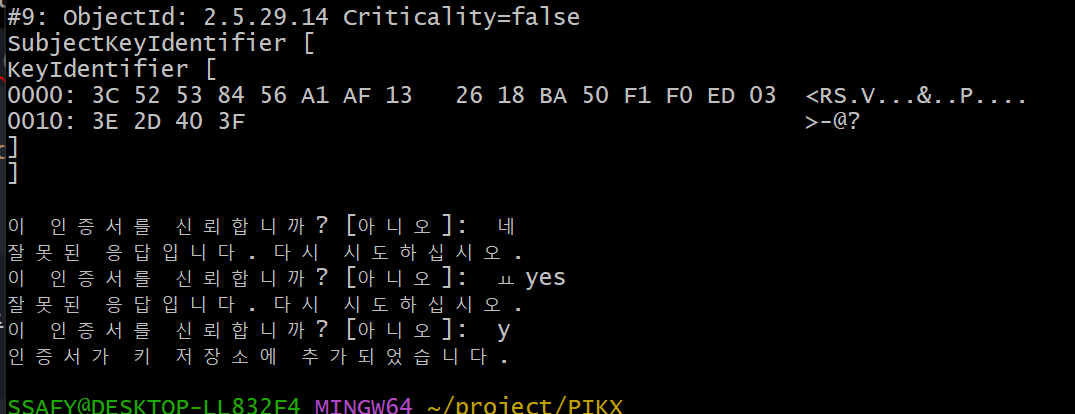 #9: ObjectId: 2.5.29.14 Criticality=false
SubjectKeyIdentifier [
KeyIdentifier [
0000: 3C 52 53 84 56 A1 AF 13   26 18 BA 50 F1 F0 ED 03  <RS.V...&..P....
0010: 3E 2D 40 3F                                        >-@?
]
]
이 인증서를 신뢰합니까? [아니오]:  네
잘못된 응답입니다. 다시 시도하십시오.
이 인증서를 신뢰합니까? [아니오]:  ㅛyes
잘못된 응답입니다. 다시 시도하십시오.
이 인증서를 신뢰합니까? [아니오]:  y
인증서가 키 저장소에 추가되었습니다.
SSAFY@DESKTOP-LL832F4 MINGW64 ~/project/PIKX